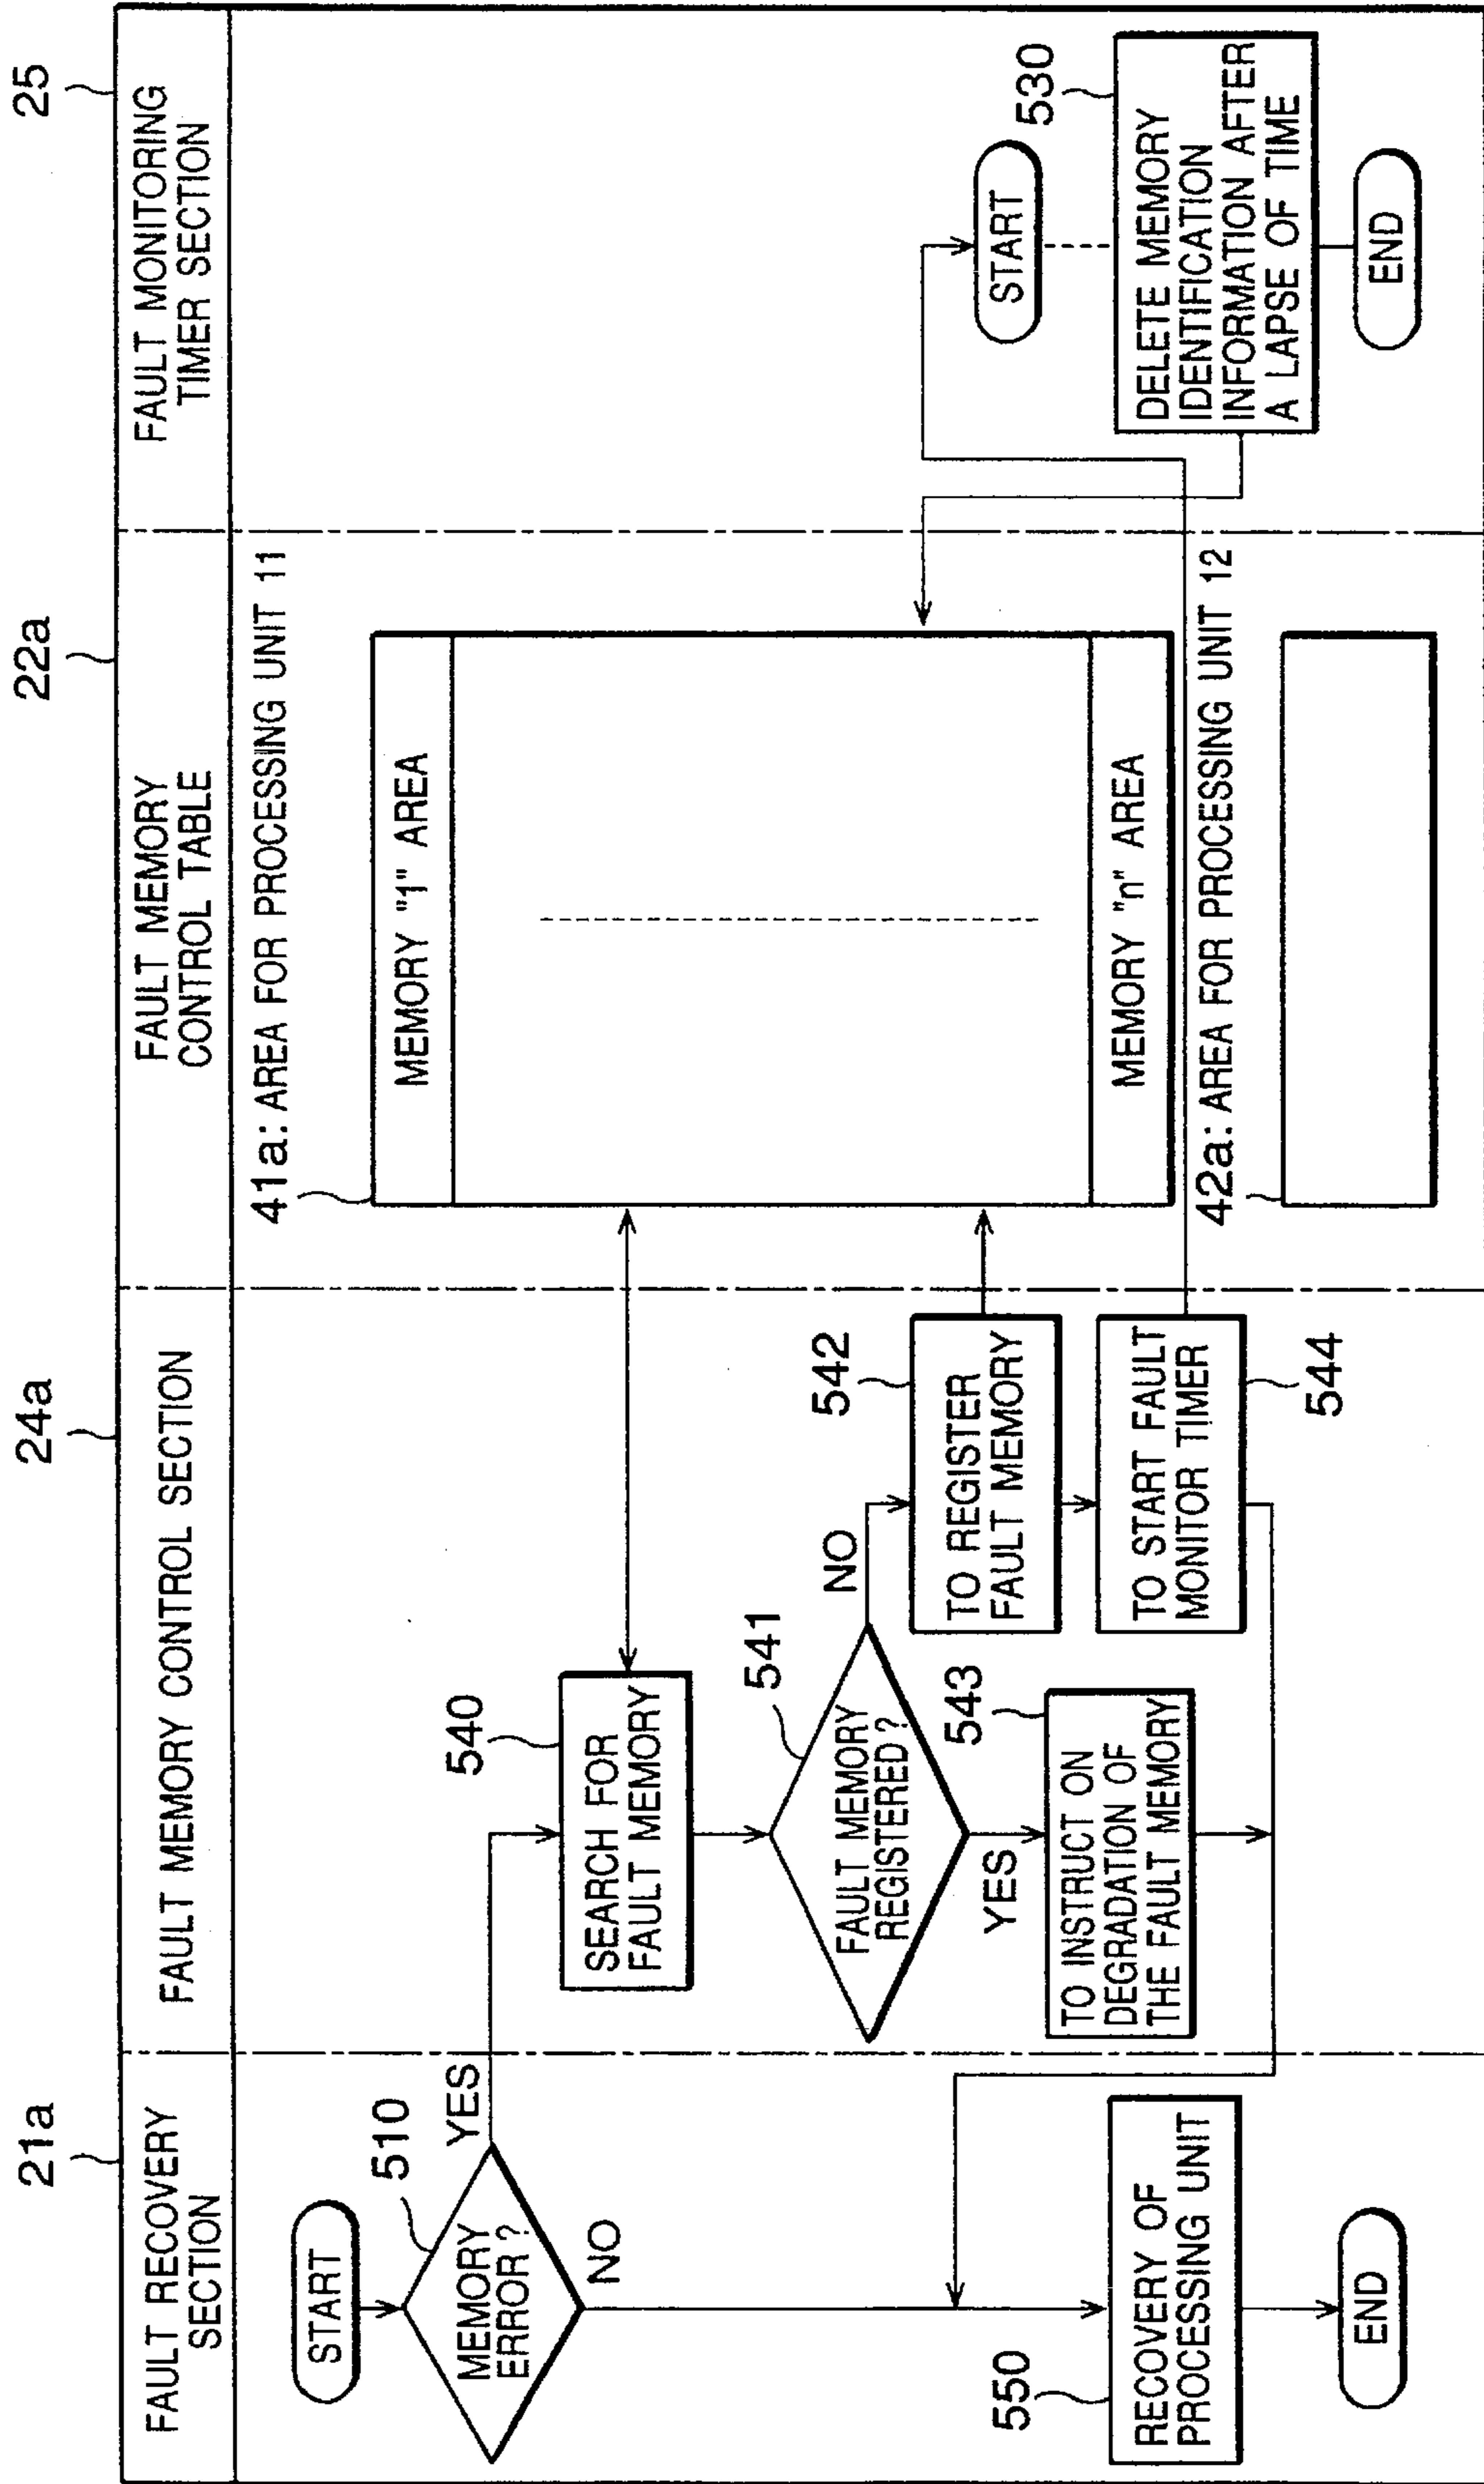 21a
24a
22a
25
FAULT RECOVERY
SECTION
FAULT MEMORY CONTROL SECTION
FAULT MEMORY
CONTROL TABLE
FAULT MONITORING
TIMER SECTION
START
510
MEMORY
ERROR?
YES
NO
550
RECOVERY OF
PROCESSING UNIT
END
540
SEARCH FOR
FAULT MEMORY
541
FAULT MEMORY
REGISTERED?
NO
YES
542
TO REGISTER
FAULT MEMORY
543
TO INSTRUCT ON
DEGRADATION OF
THE FAULT MEMORY
TO START FAULT
MONITOR TIMER
544
41a: AREA FOR PROCESSING UNIT 11
MEMORY "1" AREA
MEMORY "n" AREA
42a: AREA FOR PROCESSING UNIT 12
START
530
DELETE MEMORY
IDENTIFICATION
INFORMATION AFTER
A LAPSE OF TIME
END